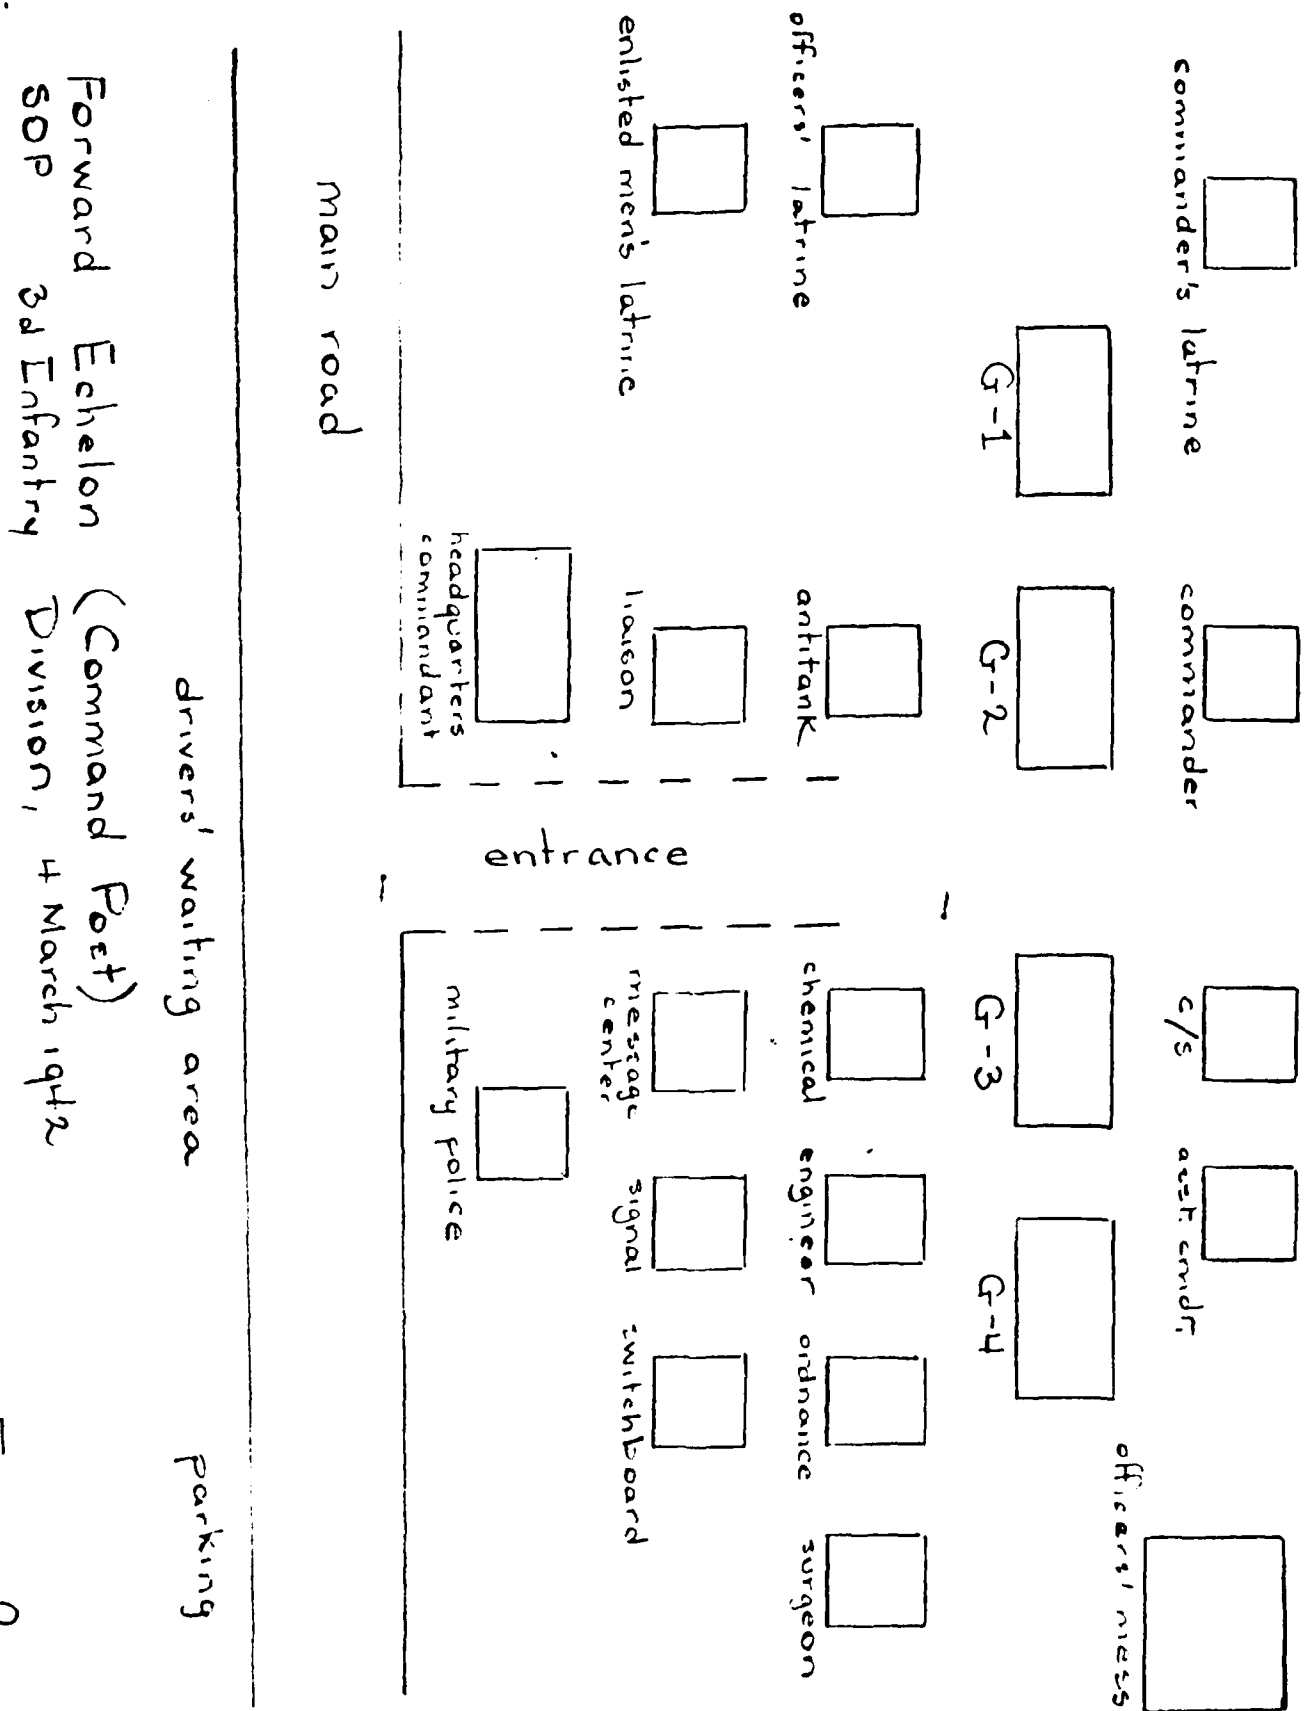 commander's latrine
commander
c/s
asst. cmdr.
officers' mess
G-1
G-2
G-3
G-4
officers' latrine
antitank
chemical
engineer
ordnance
surgeon
enlisted men's latrine
liaison
message
center
signal
switchboard
headquarters
commandant
entrance
military police
main road
drivers' waiting area
parking
Forward Echelon (Command Post)
SOP 3d Infantry Division, 4 March 1942